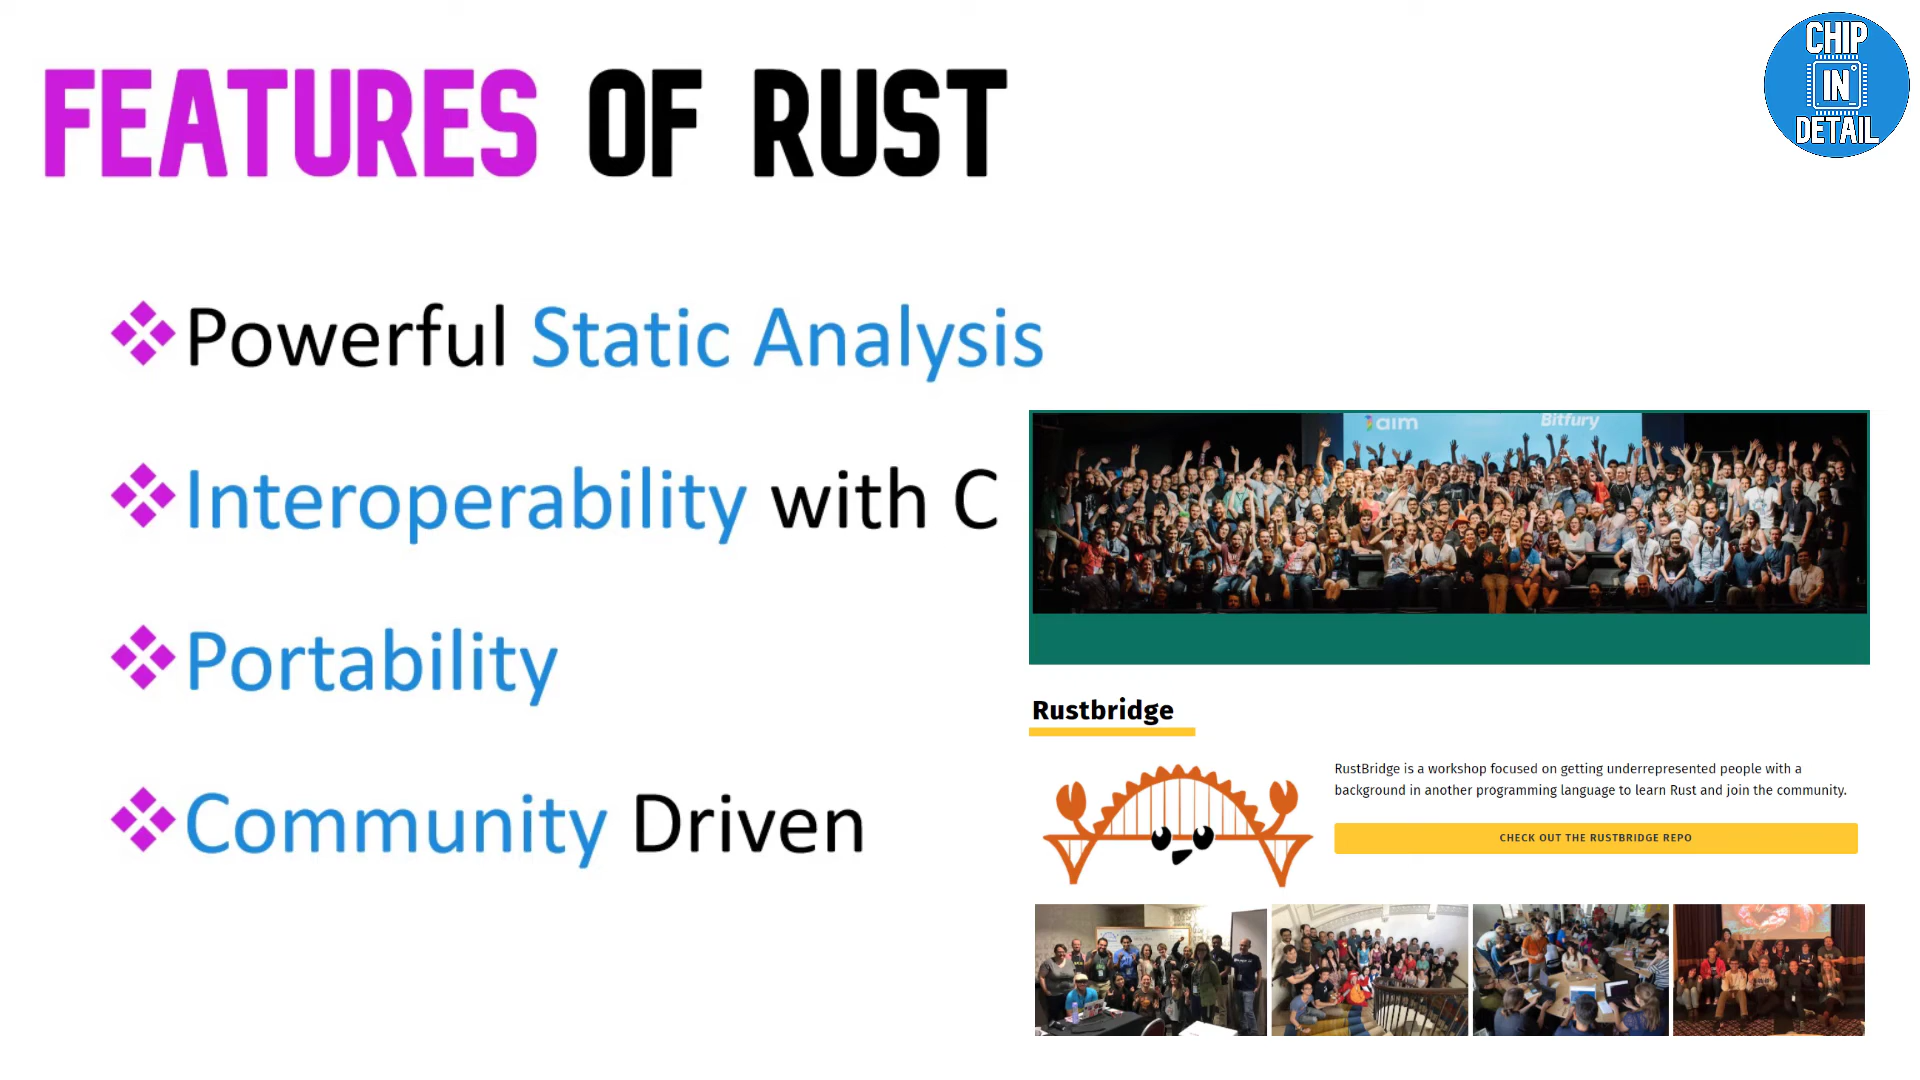 FEATURES OF RUST
CHIP
IN
DETAIL
Powerful Static Analysis
Interoperability with C
Portability
Community Driven
aim
Bitfury
Rustbridge
RustBridge is a workshop focused on getting underrepresented people with a
background in another programming language to learn Rust and join the community.
CHECK OUT THE RUSTBRIDGE REPO